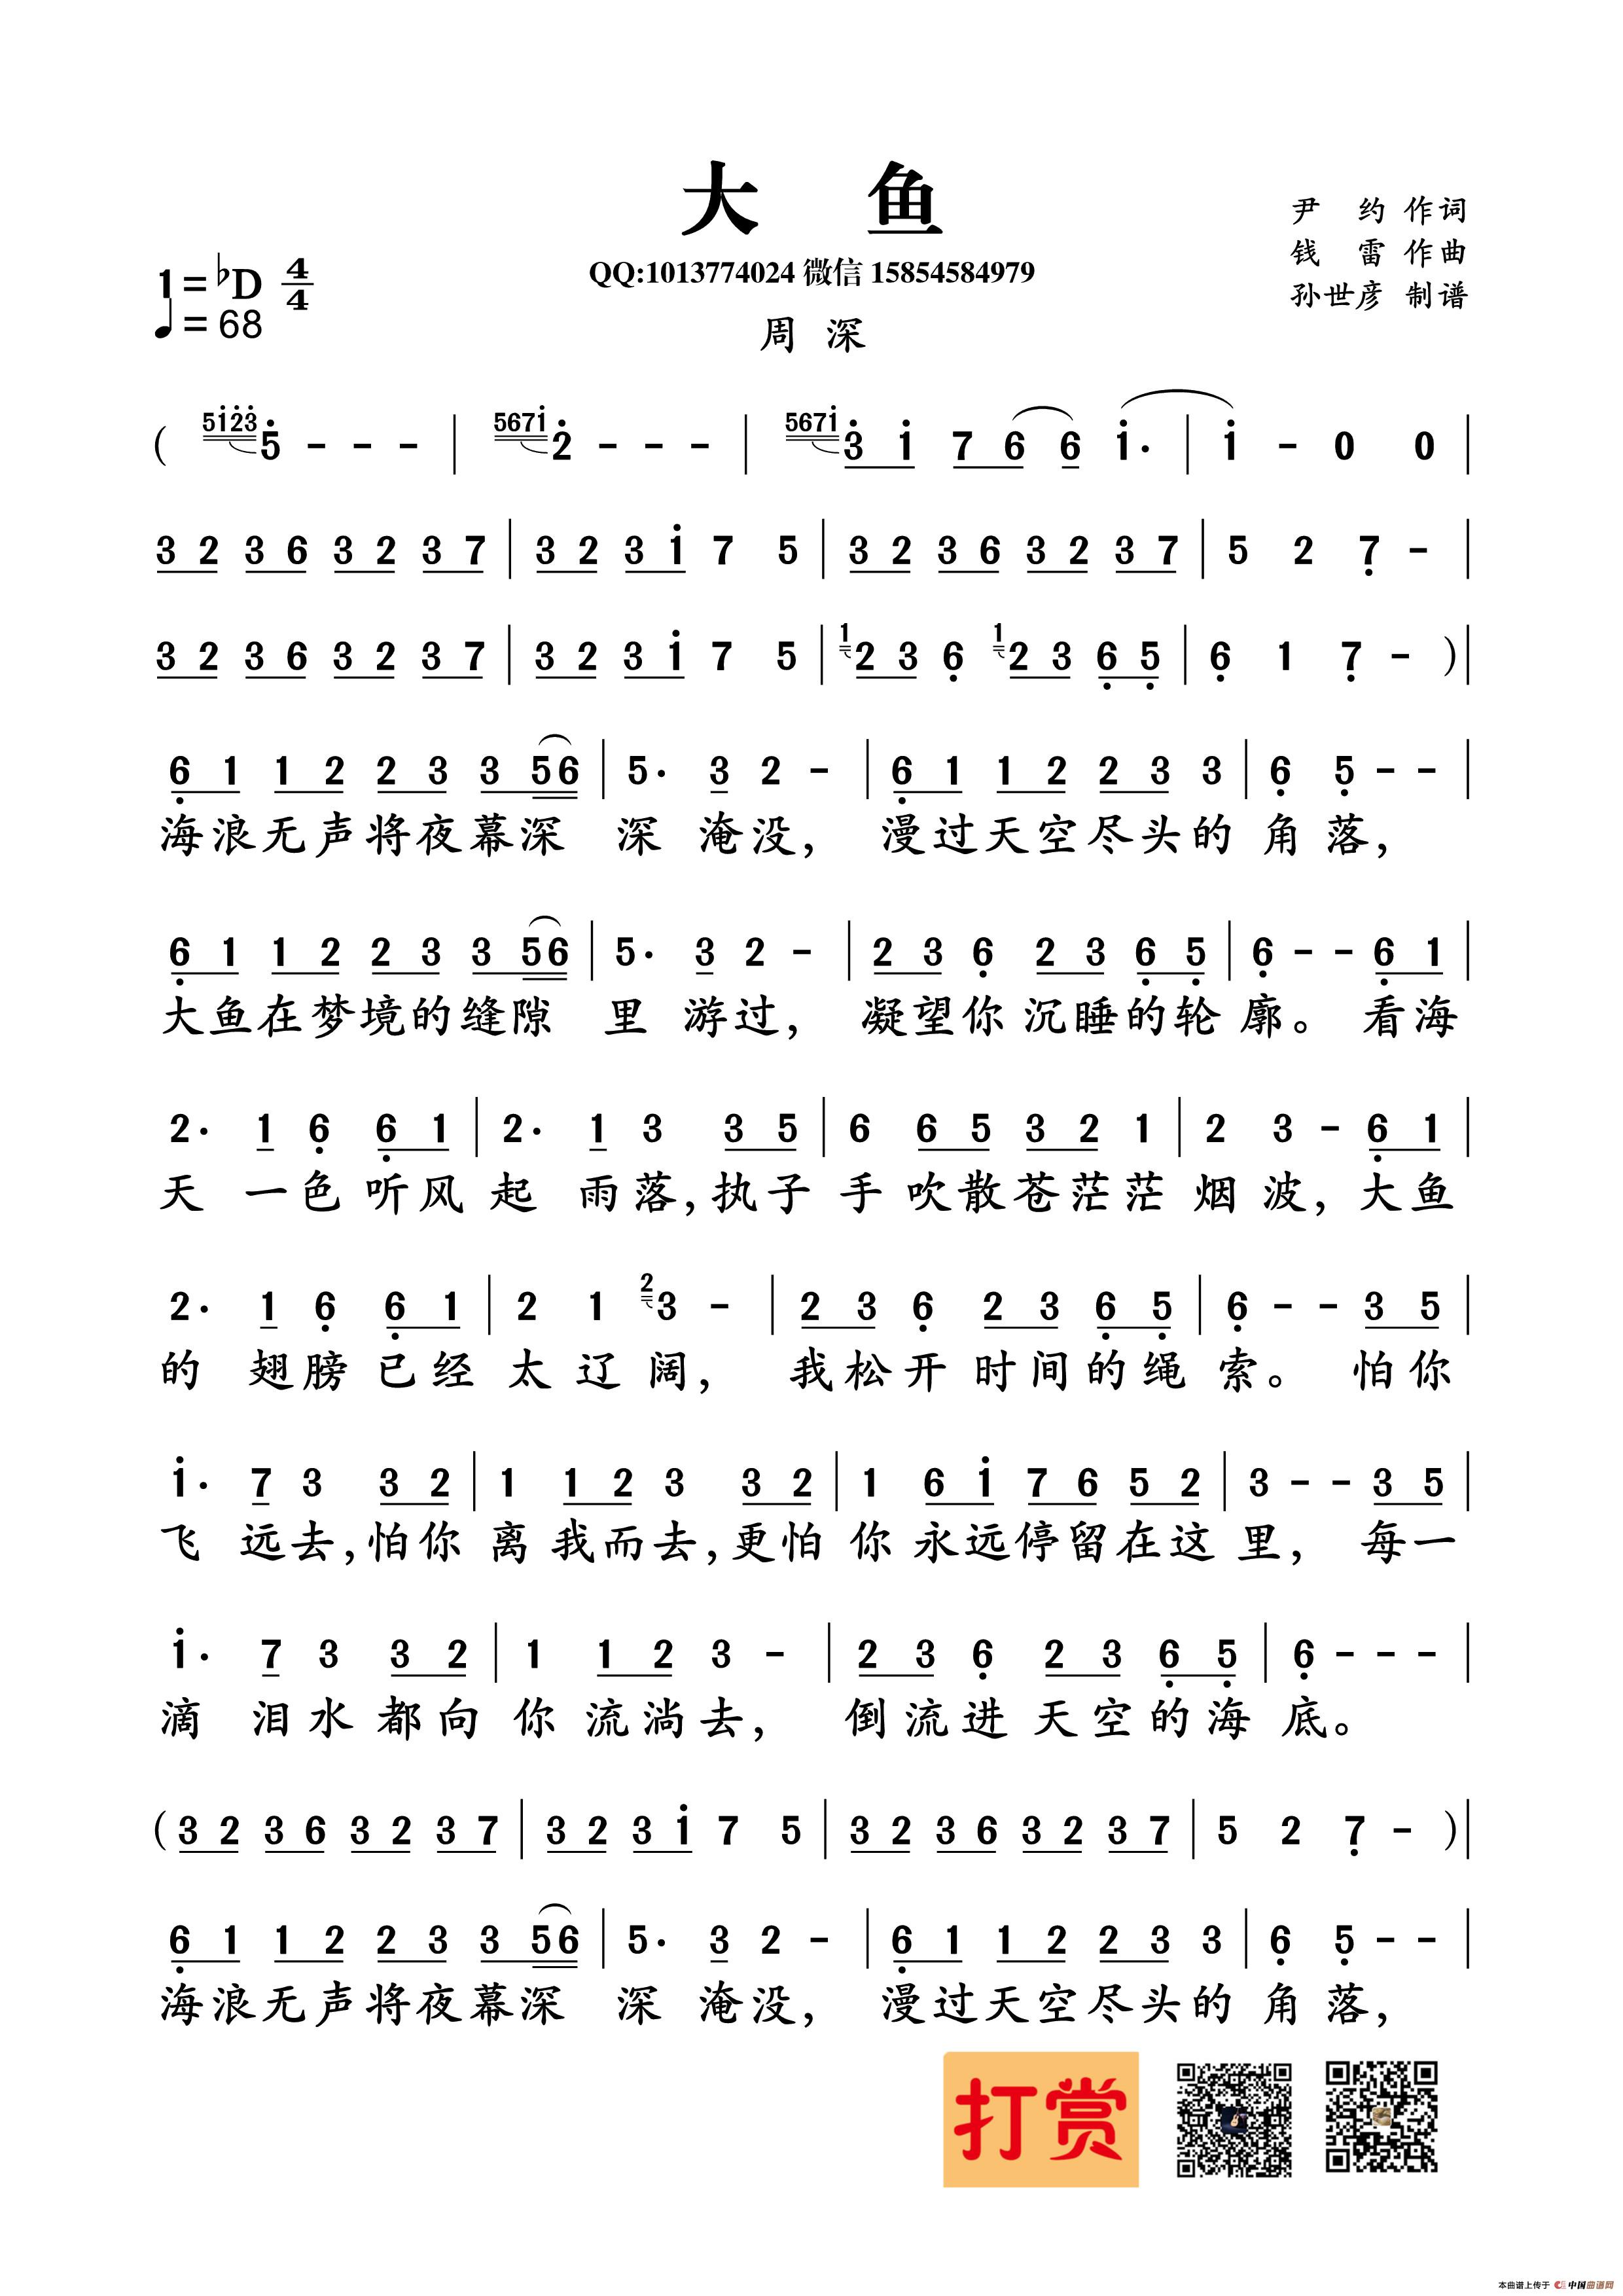 大 鱼
尹 约 作词
QQ:1013774024 微信 15854584979
钱 雷 作曲
1=♭D 4/4
孙世彦 制谱
♩=68
周 深
( 5i̇2̇3̇ 5̇ - - - | 567i̇ 2̇ - - - | 567i̇ 3̇ i̇ 7 6 6 i̇· | i̇ - 0 0 |
3 2 3 6 3 2 3 7 | 3 2 3 i̇ 7 5 | 3 2 3 6 3 2 3 7 | 5 2 7̣ - |
3 2 3 6 3 2 3 7 | 3 2 3 i̇ 7 5 | 1 2 3 6̣ 1 2 3 6̣ 5̣ | 6̣ 1 7̣ - ) |
6̣ 1 1 2 2 3 3 56 | 5· 3 2 - | 6̣ 1 1 2 2 3 3 | 6̣ 5̣ - - |
海浪无声将夜幕深 深 淹没， 漫过天空尽头的 角 落，
6̣ 1 1 2 2 3 3 56 | 5· 3 2 - | 2 3 6̣ 2 3 6̣ 5̣ | 6̣ - - 6̣ 1 |
大鱼在梦境的缝隙 里 游过， 凝望你 沉睡的轮 廓。 看海
2· 1 6̣ 6̣ 1 | 2· 1 3 3 5 | 6 6 5 3 2 1 | 2 3 - 6̣ 1 |
天 一色 听风 起 雨落，执子 手 吹散苍茫茫 烟 波，大鱼
2· 1 6̣ 6̣ 1 | 2 1 2 3 - | 2 3 6̣ 2 3 6̣ 5̣ | 6̣ - - 3 5 |
的 翅膀 已经 太 辽 阔， 我松开 时间的绳 索。 怕你
i̇· 7 3 3 2 | 1 1 2 3 3 2 | 1 6 i̇ 7 6 5 2 | 3 - - 3 5 |
飞 远去，怕你 离 我而去，更怕 你 永远停留在这 里， 每一
i̇· 7 3 3 2 | 1 1 2 3 - | 2 3 6̣ 2 3 6̣ 5̣ | 6̣ - - - |
滴 泪水 都向 你 流淌去， 倒流进 天空的海 底。
( 3 2 3 6 3 2 3 7 | 3 2 3 i̇ 7 5 | 3 2 3 6 3 2 3 7 | 5 2 7̣ - ) |
6̣ 1 1 2 2 3 3 56 | 5· 3 2 - | 6̣ 1 1 2 2 3 3 | 6̣ 5̣ - - |
海浪无声将夜幕深 深 淹没， 漫过天空尽头的 角 落，
打赏
本曲谱上传于 中国曲谱网